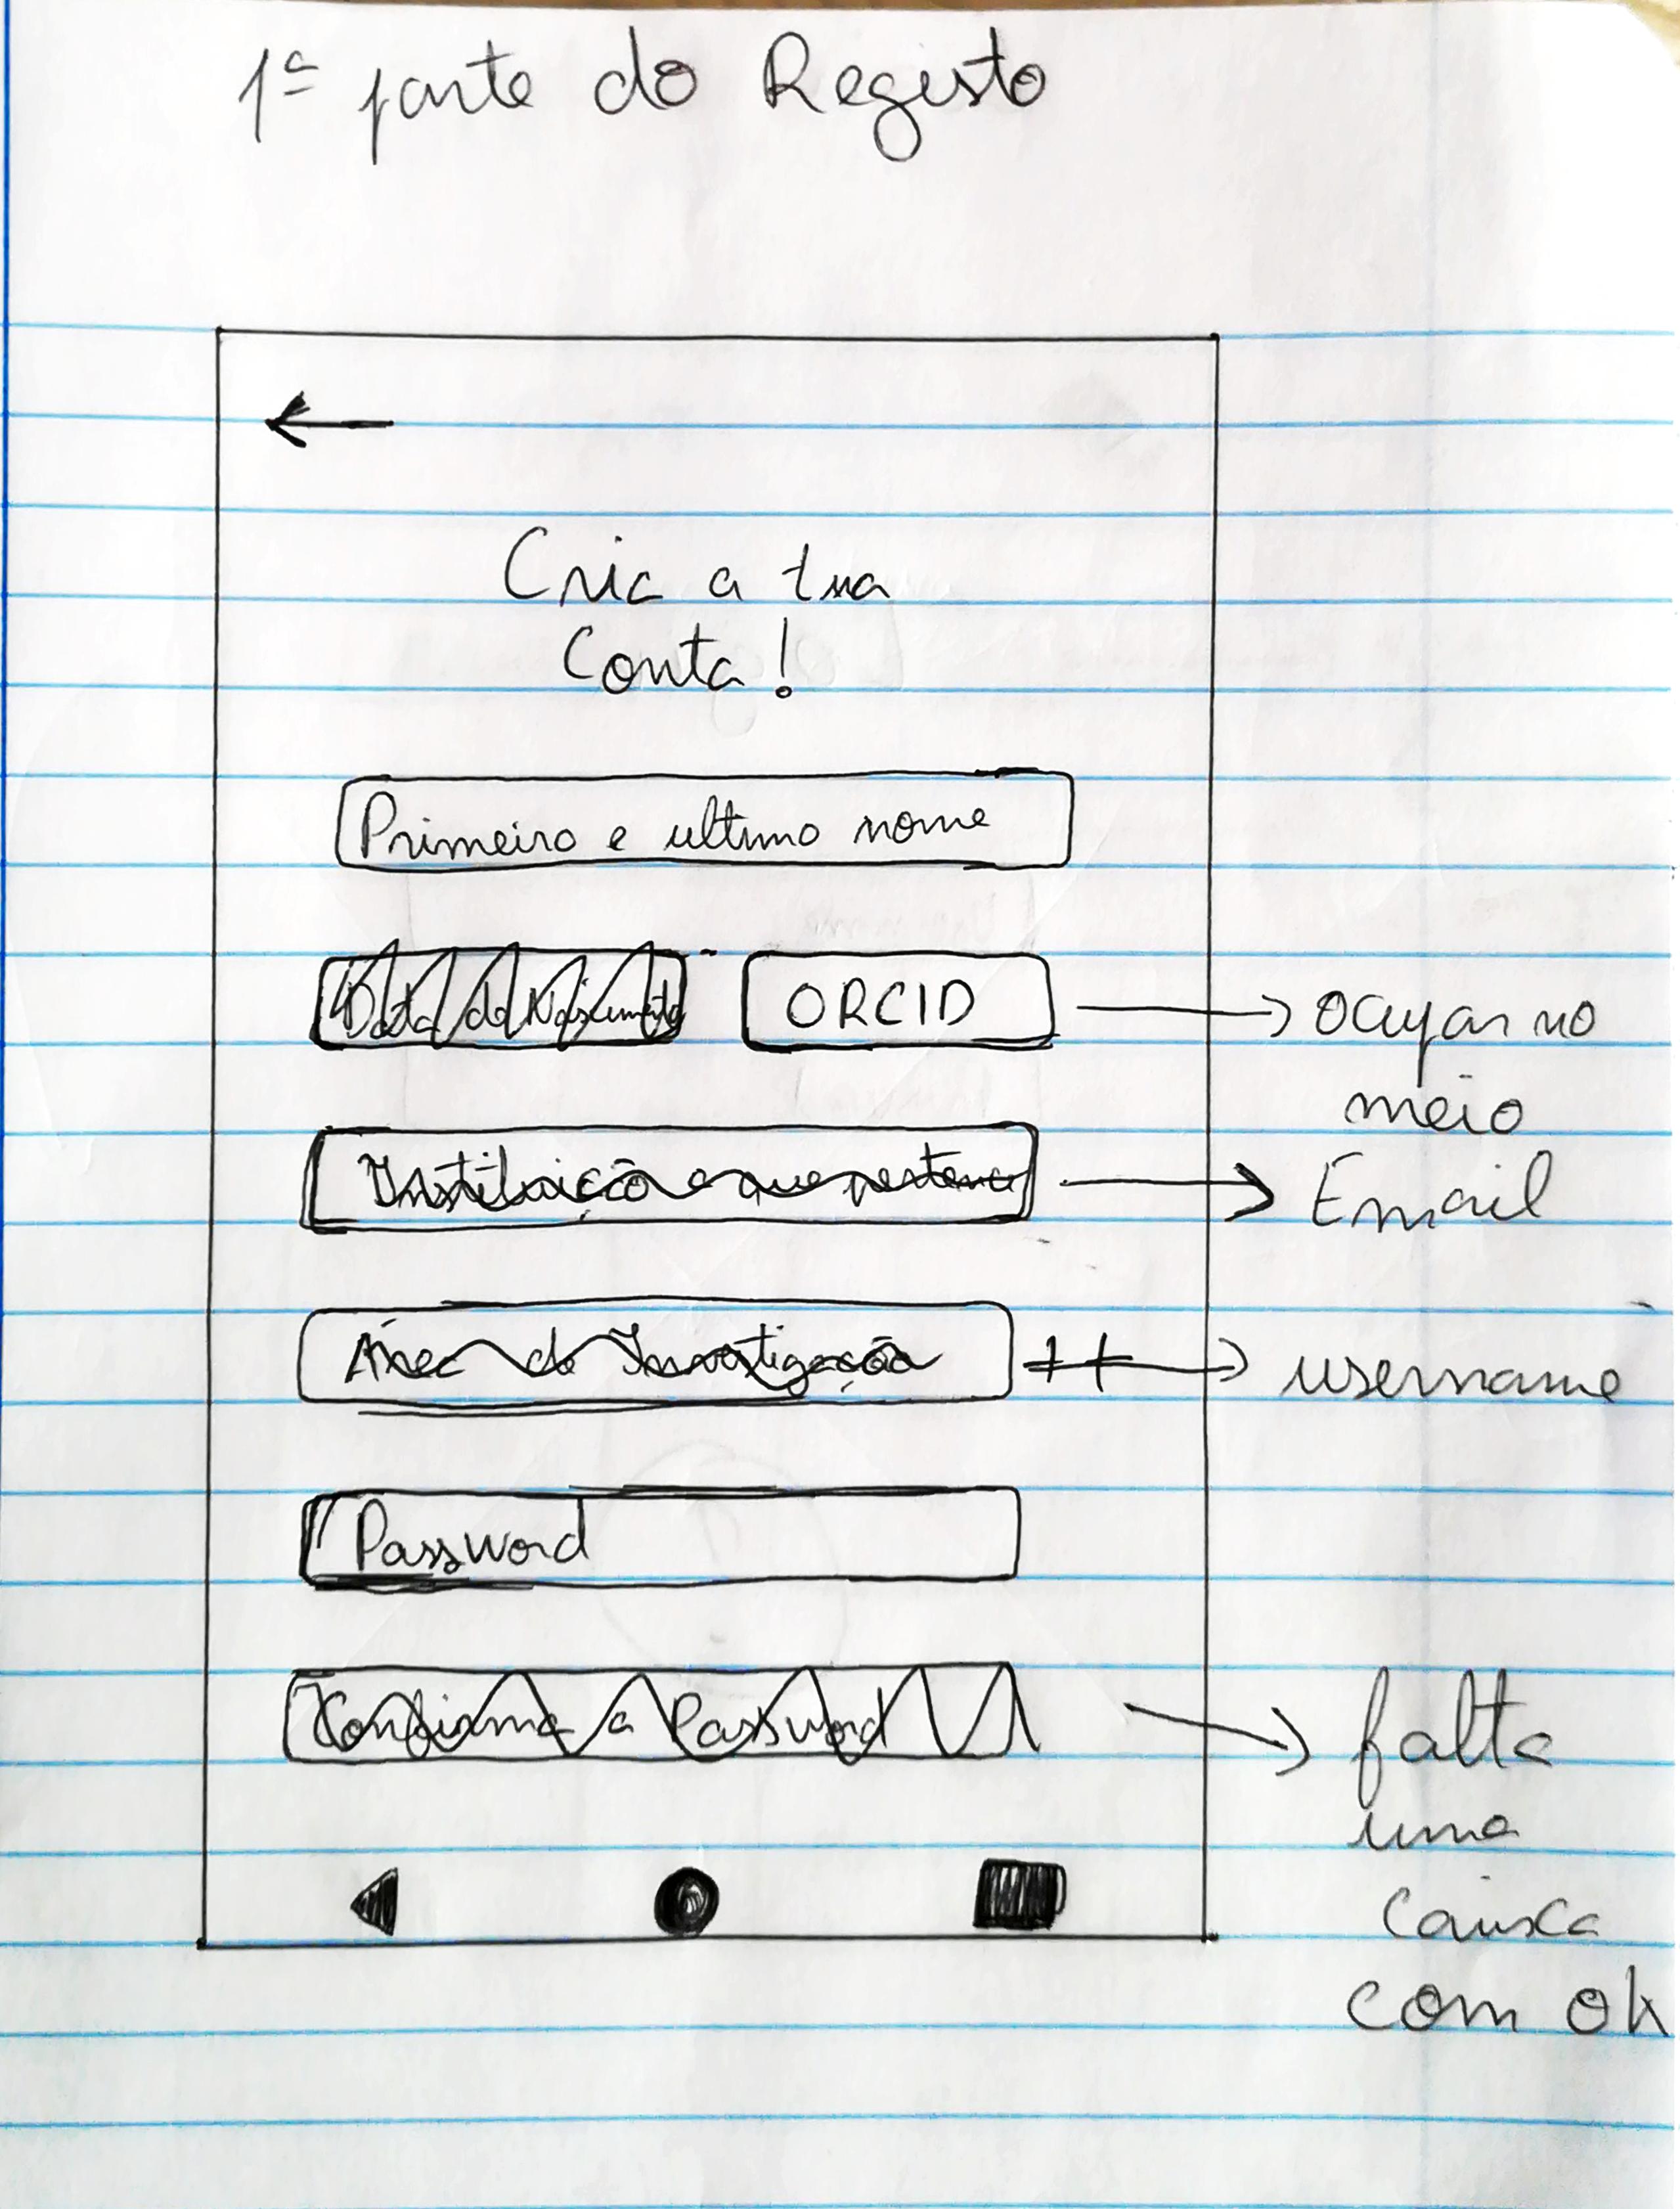 1ª parte do Registo
Cria a tua
Conta!
Primeiro e ultimo nome
Data de Nascimento
ORCID
ocupar no
meio
Instituição a que pertence
Email
Área de Investigação
username
Password
Confirma a Password
falta
uma
caixa
com ok